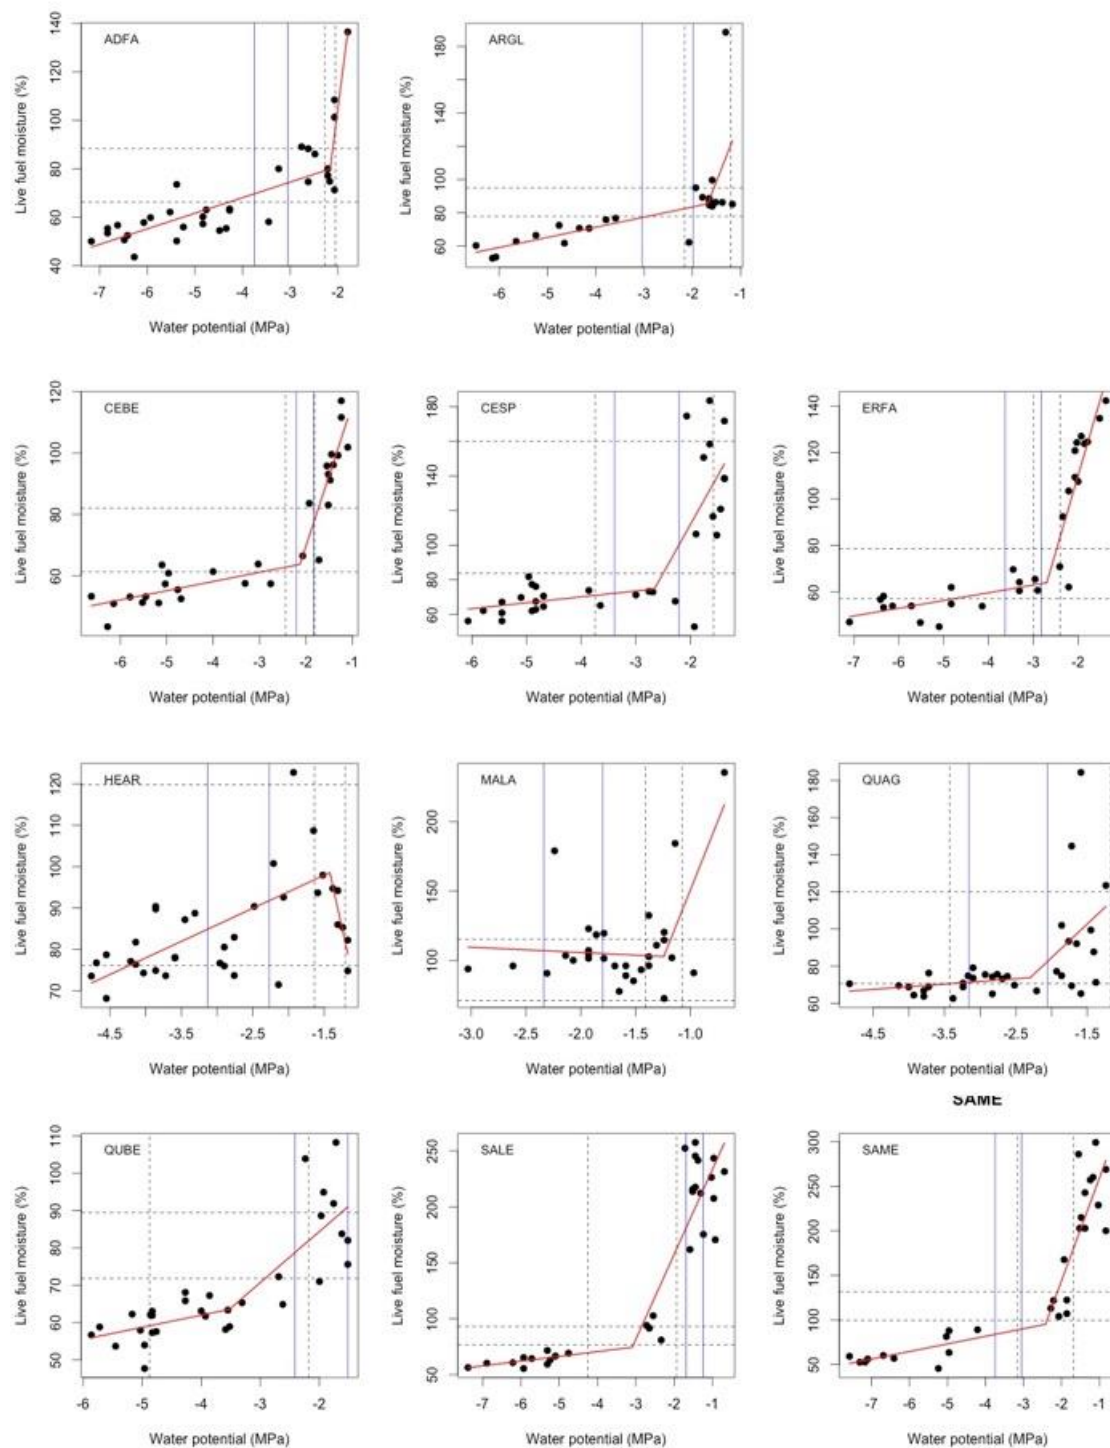 ADFA
Live fuel moisture (%)
140
120
100
80
60
40
-7 -6 -5 -4 -3 -2
Water potential (MPa)
ARGL
Live fuel moisture (%)
180
140
100
80
60
-6 -5 -4 -3 -2 -1
Water potential (MPa)
CEBE
Live fuel moisture (%)
120
100
80
60
-6 -5 -4 -3 -2 -1
Water potential (MPa)
CESP
Live fuel moisture (%)
180
140
100
80
60
-6 -5 -4 -3 -2
Water potential (MPa)
ERFA
Live fuel moisture (%)
140
120
100
80
60
40
-7 -6 -5 -4 -3 -2
Water potential (MPa)
HEAR
Live fuel moisture (%)
120
110
100
90
80
70
-4.5 -3.5 -2.5 -1.5
Water potential (MPa)
MALA
Live fuel moisture (%)
200
150
100
-3.0 -2.5 -2.0 -1.5 -1.0
Water potential (MPa)
QUAG
Live fuel moisture (%)
180
160
140
120
100
80
60
-4.5 -3.5 -2.5 -1.5
Water potential (MPa)
QUBE
Live fuel moisture (%)
110
100
90
80
70
60
50
-6 -5 -4 -3 -2
Water potential (MPa)
SALE
Live fuel moisture (%)
250
200
150
100
50
-7 -6 -5 -4 -3 -2 -1
Water potential (MPa)
SAME
SAME
Live fuel moisture (%)
300
250
200
150
100
50
-7 -6 -5 -4 -3 -2 -1
Water potential (MPa)